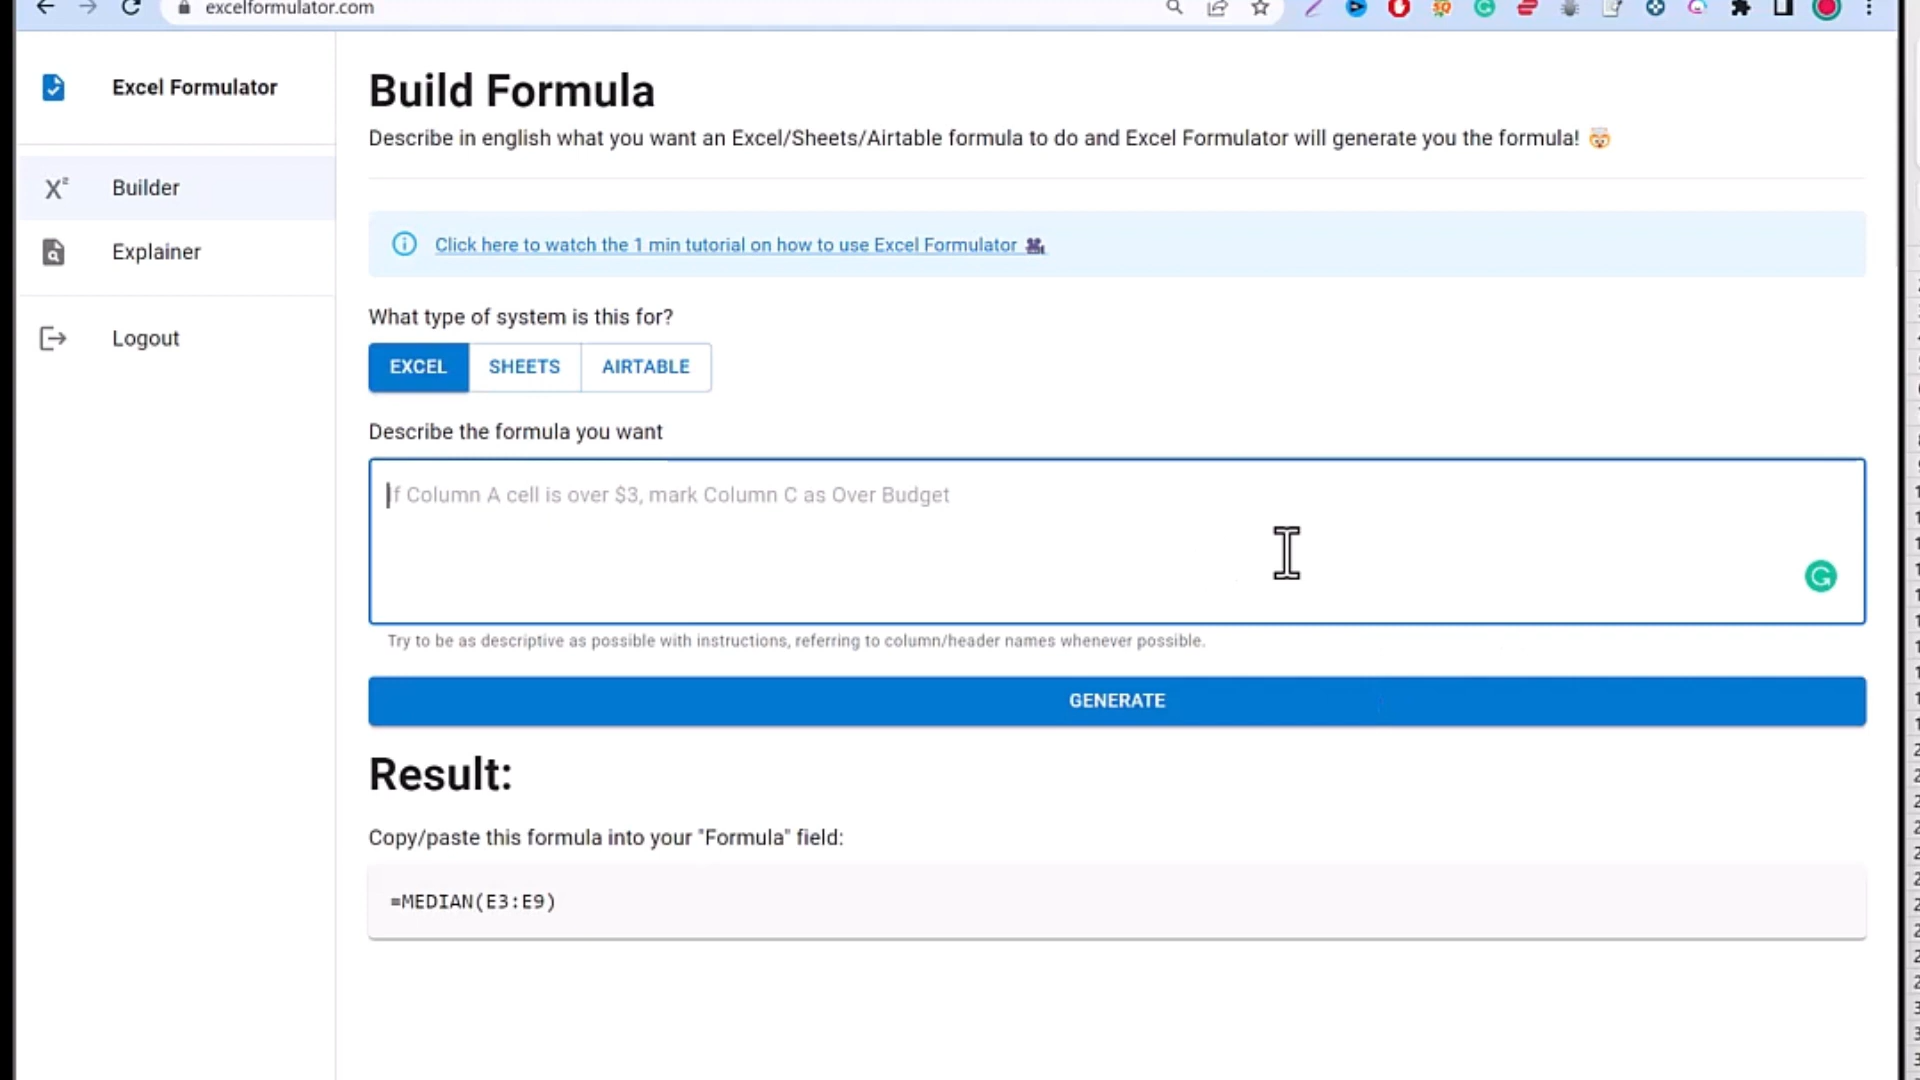 excelformulator.com
Excel Formulator
Builder
Explainer
Logout
Build Formula
Describe in english what you want an Excel/Sheets/Airtable formula to do and Excel Formulator will generate you the formula! 🤯
Click here to watch the 1 min tutorial on how to use Excel Formulator 🎥
What type of system is this for?
EXCEL SHEETS AIRTABLE
Describe the formula you want
If Column A cell is over $3, mark Column C as Over Budget
Try to be as descriptive as possible with instructions, referring to column/header names whenever possible.
GENERATE
Result:
Copy/paste this formula into your "Formula" field:
=MEDIAN(E3:E9)